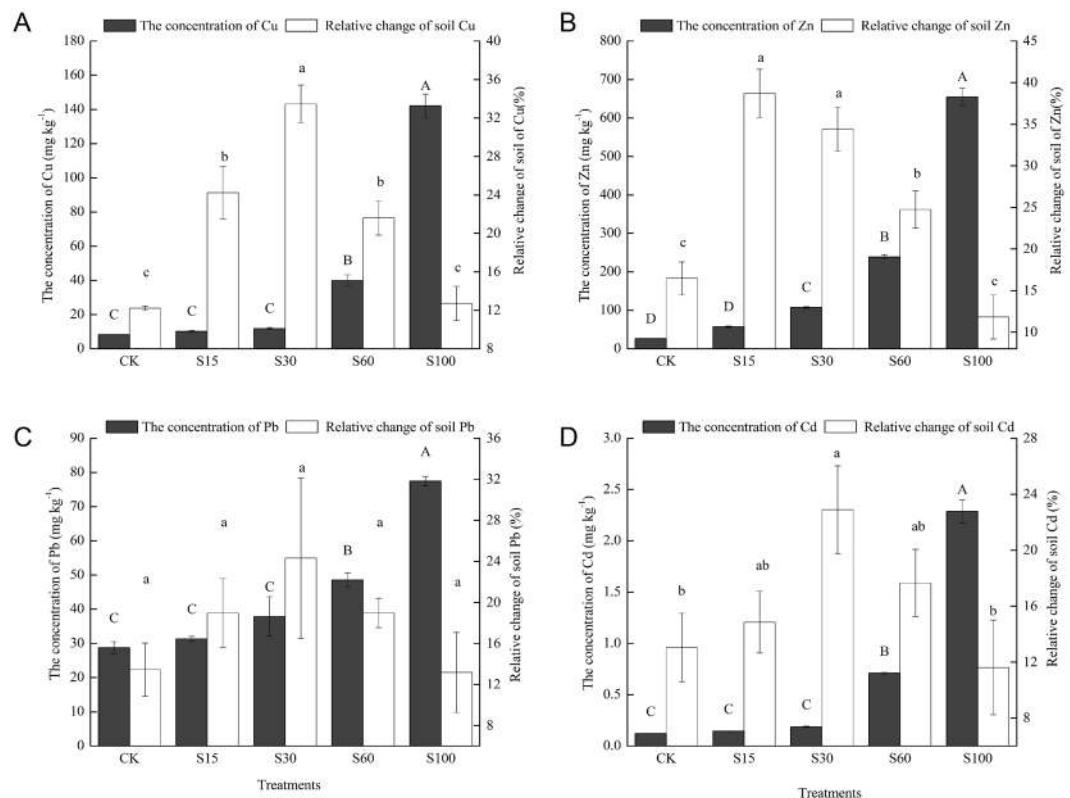 A
The concentration of Cu
Relative change of soil Cu
The concentration of Cu (mg kg⁻¹)
180
160
140
120
100
80
60
40
20
0
C c
C b
C a
B b
A c
40
36
32
28
24
20
16
12
8
Relative change of soil of Cu(%)
CK S15 S30 S60 S100
B
The concentration of Zn
Relative change of soil Zn
The concentration of Zn (mg kg⁻¹)
800
700
600
500
400
300
200
100
0
D c
D a
C a
B b
A c
45
40
35
30
25
20
15
10
Relative change of soil of Zn(%)
CK S15 S30 S60 S100
C
The concentration of Pb
Relative change of soil Pb
The concentration of Pb (mg kg⁻¹)
90
80
70
60
50
40
30
20
10
0
C a
C a
C a
B a
A a
36
32
28
24
20
16
12
8
Relative change of soil Pb (%)
CK S15 S30 S60 S100
Treatments
D
The concentration of Cd
Relative change of soil Cd
The concentration of Cd (mg kg⁻¹)
3.0
2.5
2.0
1.5
1.0
0.5
0.0
C b
C ab
C a
B ab
A b
28
24
20
16
12
8
Relative change of soil Cd (%)
CK S15 S30 S60 S100
Treatments